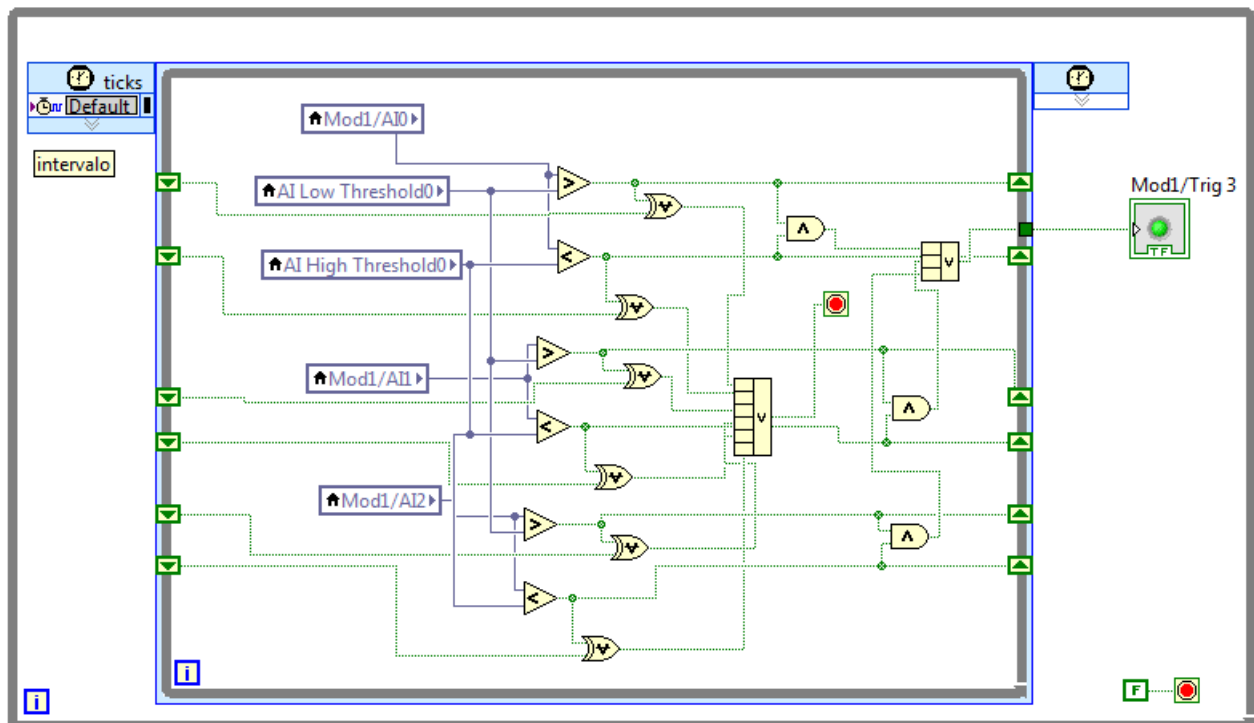 ticks
Default
intervalo
Mod1/AI0
AI Low Threshold0
AI High Threshold0
Mod1/AI1
Mod1/AI2
Mod1/Trig 3
TF
i
i
F